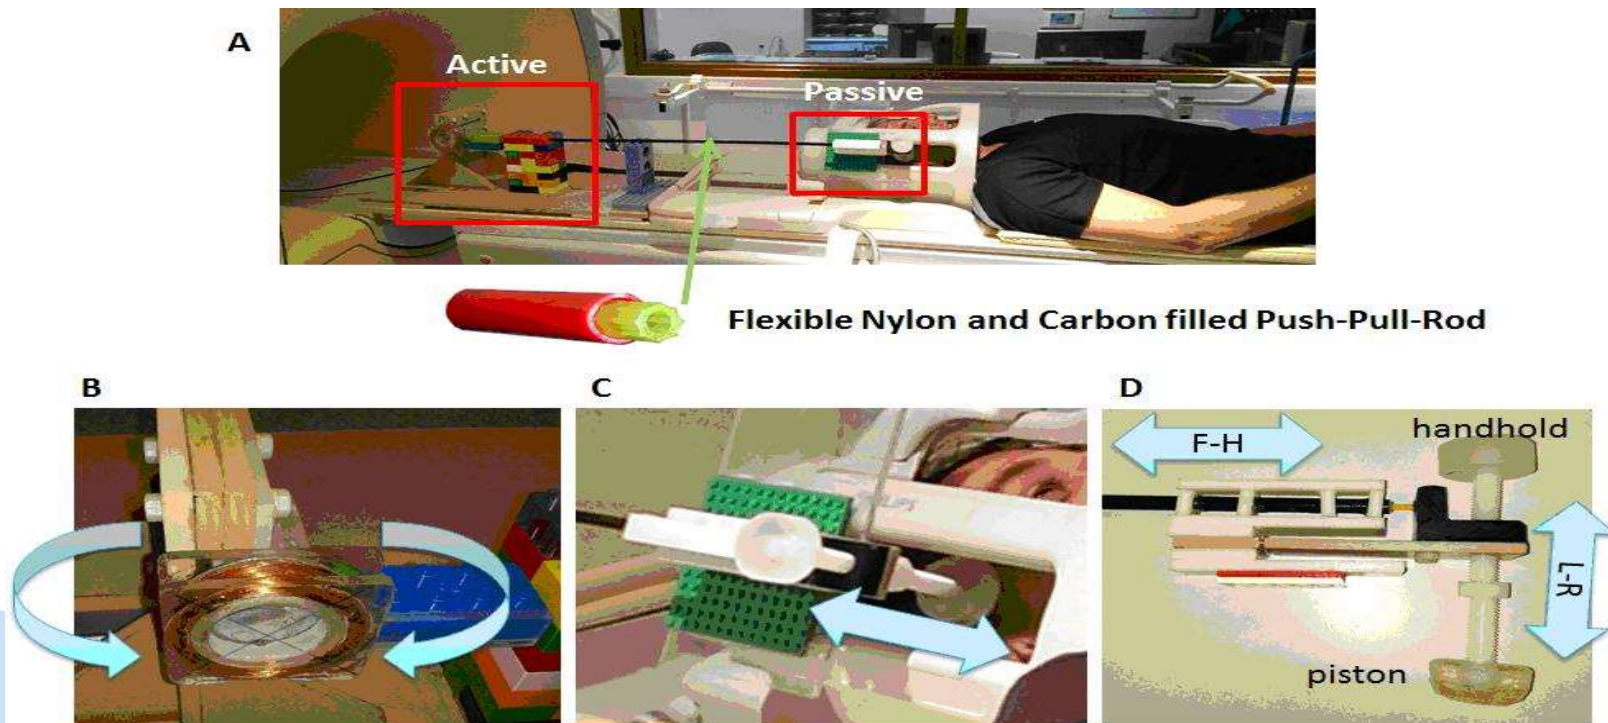 A
Active
Passive
Flexible Nylon and Carbon filled Push-Pull-Rod
B
C
D
F-H
handhold
L-R
piston